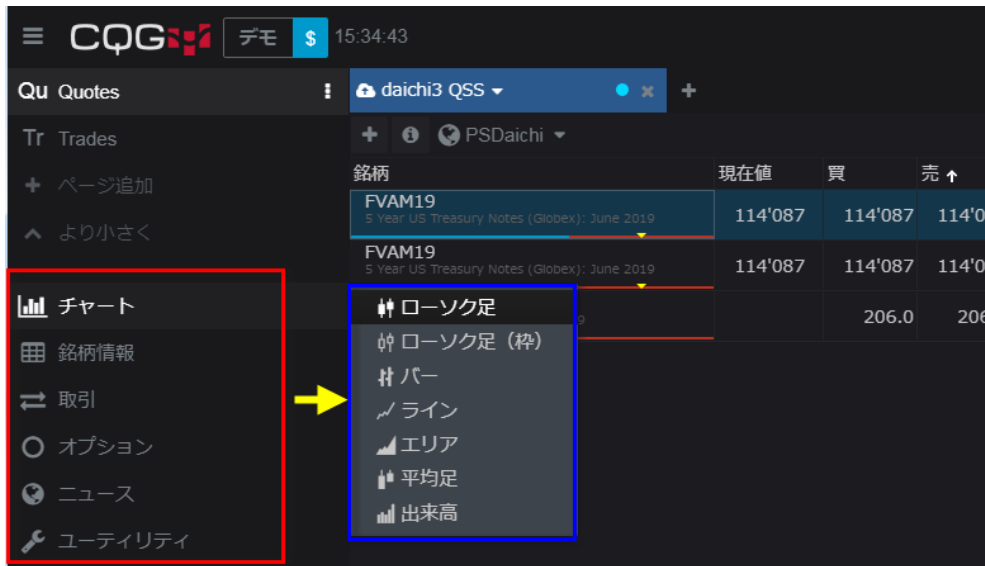 CQG デモ $ 15:34:43
Qu Quotes
daichi3 QSS
Tr Trades
PSDaichi
ページ追加
より小さく
銘柄 現在値 買 売
FVAM19
5 Year US Treasury Notes (Globex): June 2019
114'087 114'087 114'0
FVAM19
5 Year US Treasury Notes (Globex): June 2019
114'087 114'087 114'0
206.0 206
チャート
銘柄情報
取引
オプション
ニュース
ユーティリティ
ローソク足
ローソク足（枠）
バー
ライン
エリア
平均足
出来高